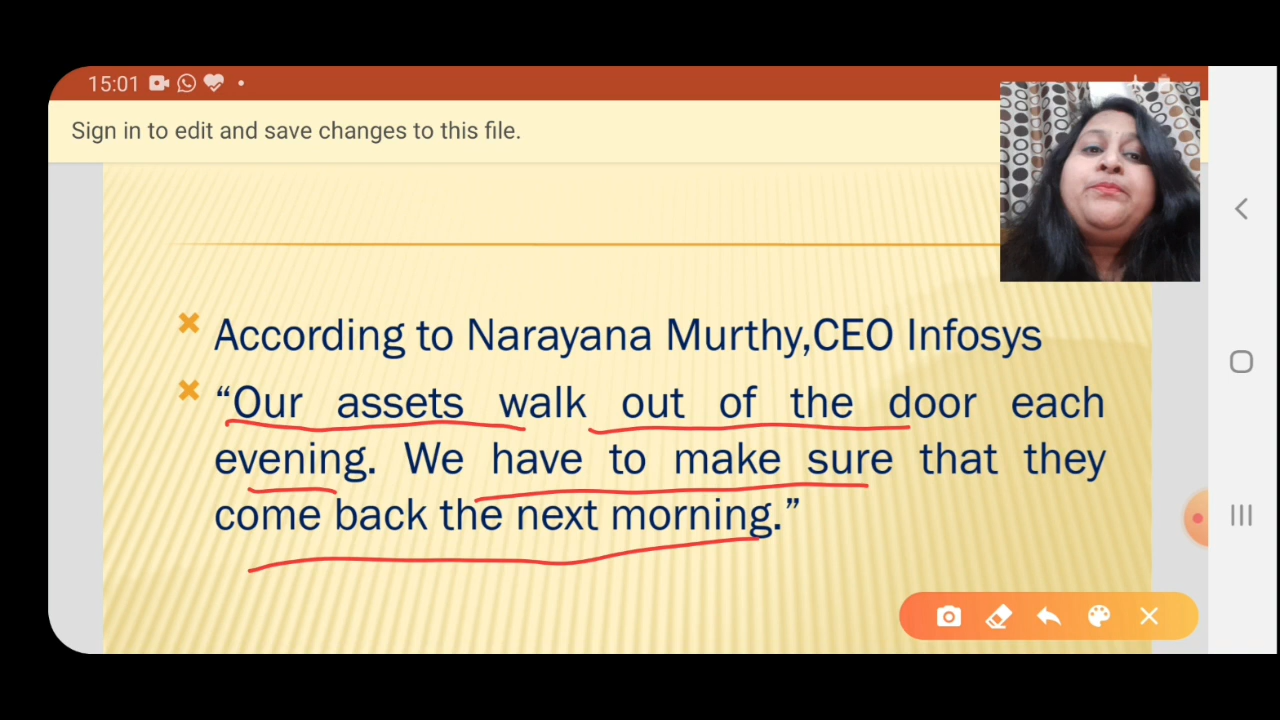 15:01
Sign in to edit and save changes to this file.
According to Narayana Murthy,CEO Infosys
“Our assets walk out of the door each
evening. We have to make sure that they
come back the next morning.”